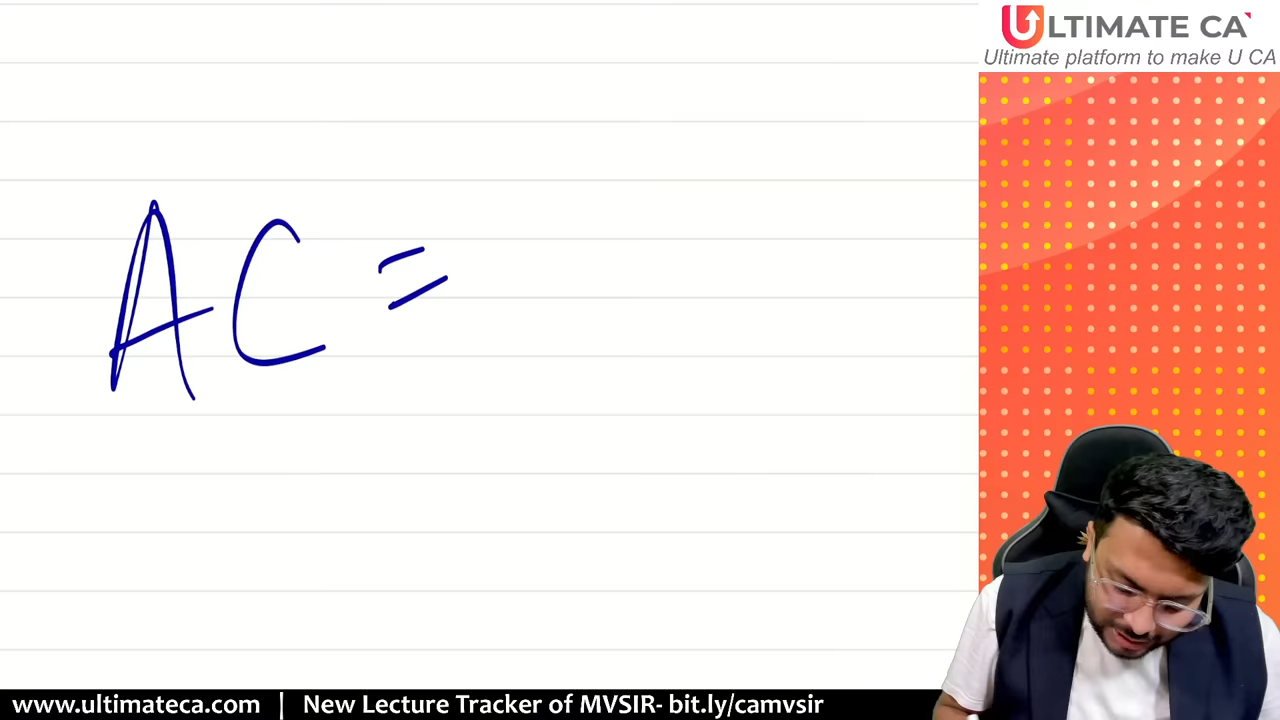 ULTIMATE CA
Ultimate platform to make U CA
AC =
www.ultimateca.com | New Lecture Tracker of MVSIR- bit.ly/camvsir